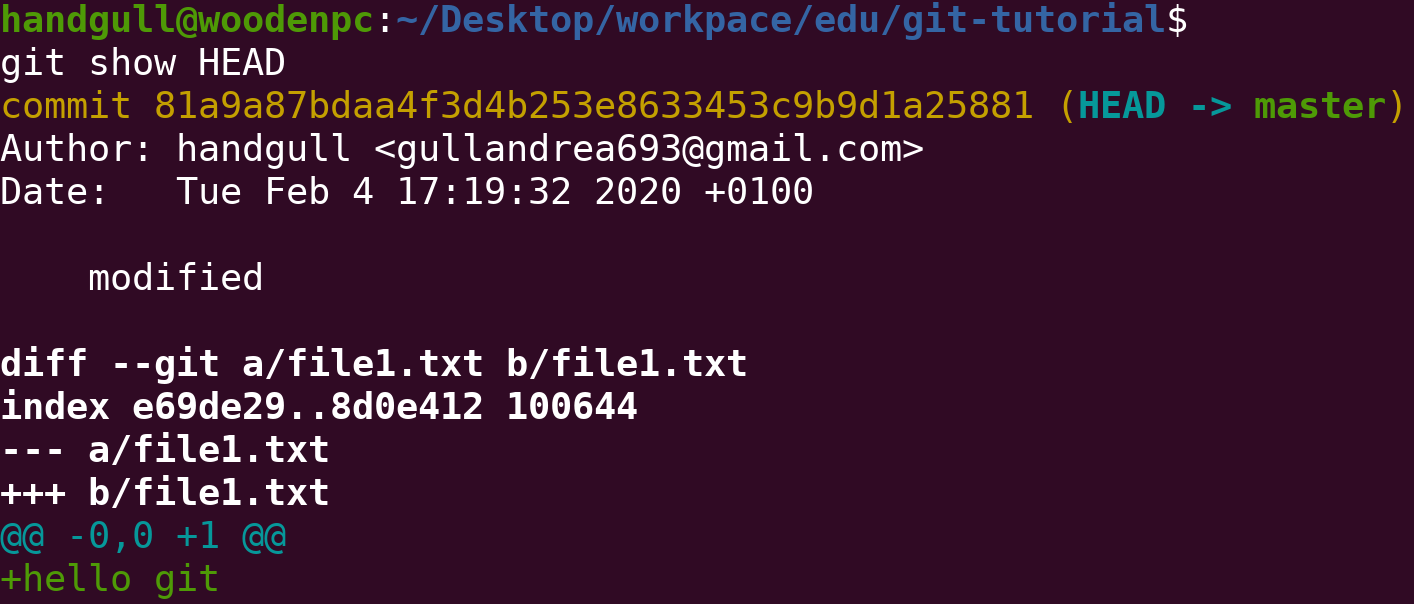 handgull@woodenpc:~/Desktop/workpace/edu/git-tutorial$
git show HEAD
commit 81a9a87bdaa4f3d4b253e8633453c9b9d1a25881 (HEAD -> master)
Author: handgull <gullandrea693@gmail.com>
Date:   Tue Feb 4 17:19:32 2020 +0100

    modified

diff --git a/file1.txt b/file1.txt
index e69de29..8d0e412 100644
--- a/file1.txt
+++ b/file1.txt
@@ -0,0 +1 @@
+hello git